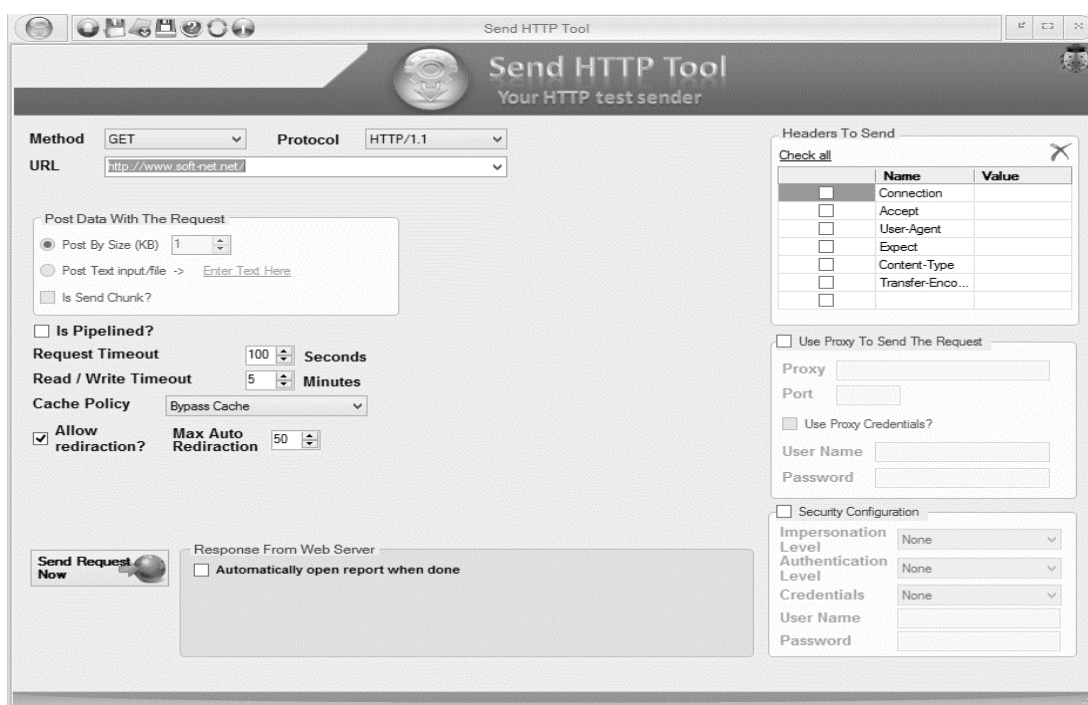 Send HTTP Tool
Send HTTP Tool
Your HTTP test sender
Method GET Protocol HTTP/1.1
URL http://www.soft-net.net/
Post Data With The Request
Post By Size (KB) 1
Post Text input/file -> Enter Text Here
Is Send Chunk?
Is Pipelined?
Request Timeout 100 Seconds
Read / Write Timeout 5 Minutes
Cache Policy Bypass Cache
Allow
rediraction?
Max Auto
Rediraction
50
Send Request
Now
Response From Web Server
Automatically open report when done
Headers To Send
Check all
Name Value
Connection
Accept
User-Agent
Expect
Content-Type
Transfer-Enco...
Use Proxy To Send The Request
Proxy
Port
Use Proxy Credentials?
User Name
Password
Security Configuration
Impersonation
Level
None
Authentication
Level
None
Credentials None
User Name
Password